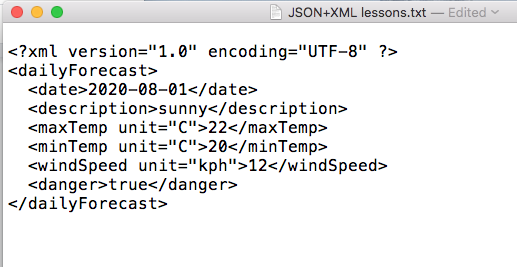 JSON+XML lessons.txt — Edited
<?xml version="1.0" encoding="UTF-8" ?>
<dailyForecast>
  <date>2020-08-01</date>
  <description>sunny</description>
  <maxTemp unit="C">22</maxTemp>
  <minTemp unit="C">20</minTemp>
  <windSpeed unit="kph">12</windSpeed>
  <danger>true</danger>
</dailyForecast>